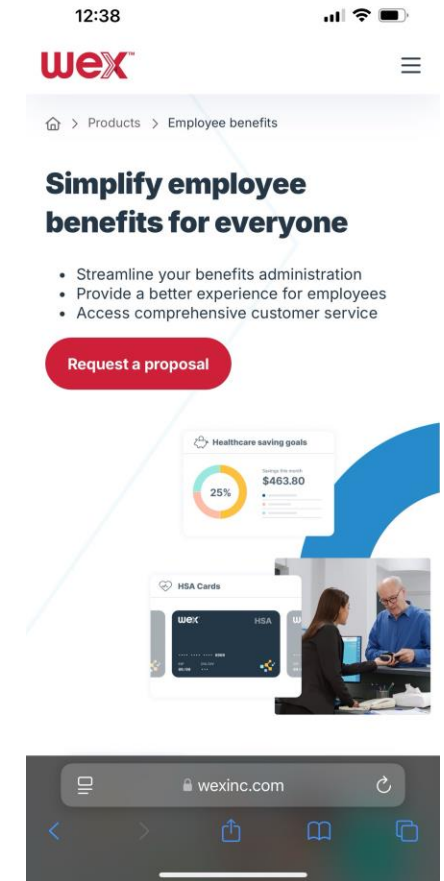 12:38
wex™
Products > Employee benefits
Simplify employee
benefits for everyone
• Streamline your benefits administration
• Provide a better experience for employees
• Access comprehensive customer service
Request a proposal
Healthcare saving goals
25%
Savings this month
$463.80
HSA Cards
wex
HSA
W
wexinc.com